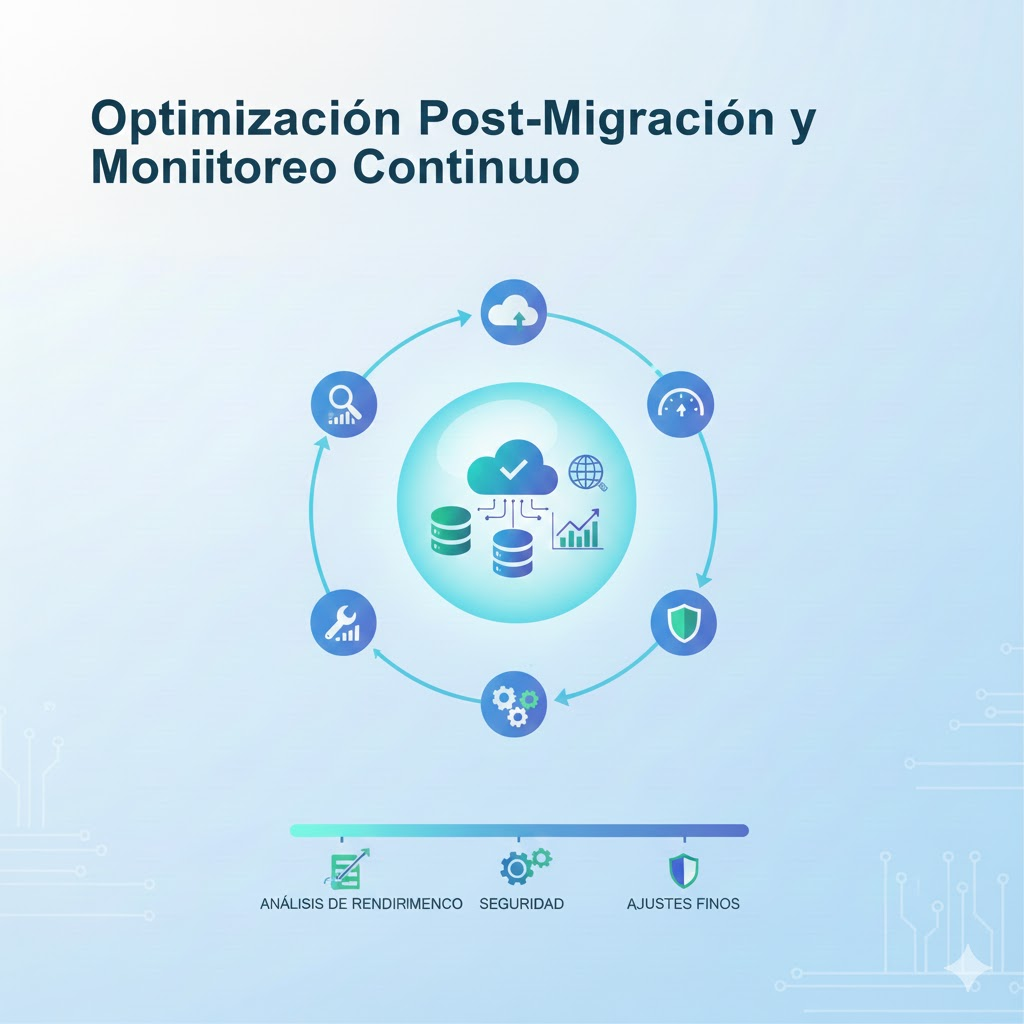 Optimización Post-Migración y
Moniitoreo Continuo
ANÁLISIS DE RENDIRIMENCO
SEGURIDAD
AJUSTES FINOS